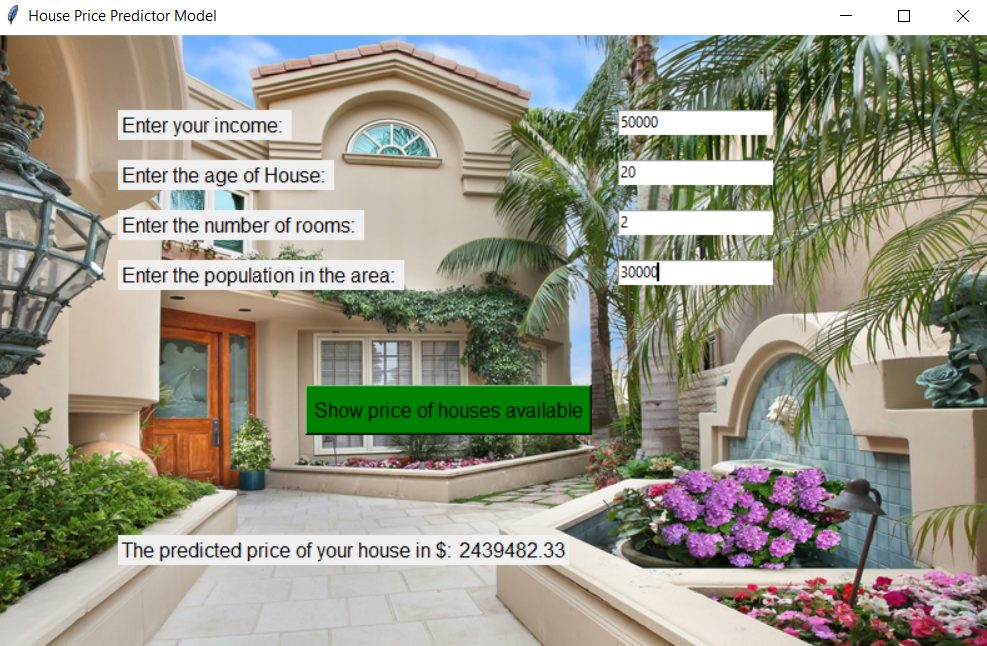 House Price Predictor Model
Enter your income: 50000
Enter the age of House: 20
Enter the number of rooms: 2
Enter the population in the area: 30000
Show price of houses available
The predicted price of your house in $: 2439482.33